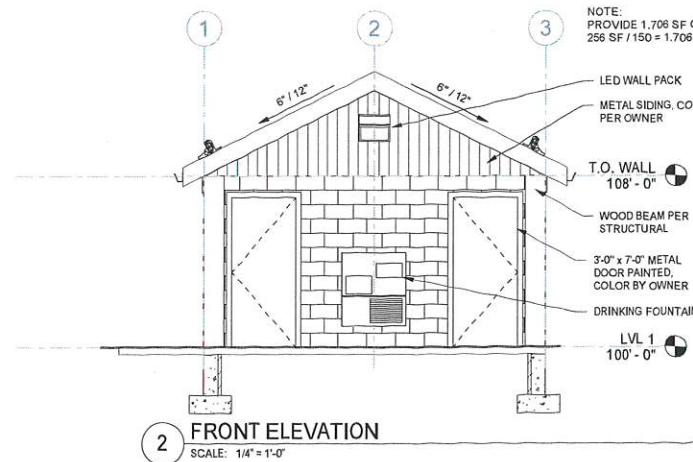 1
2
3
NOTE:
PROVIDE 1.706 SF
256 SF / 150 = 1.706
6" / 12"
6" / 12"
LED WALL PACK
METAL SIDING, CO
PER OWNER
T.O. WALL
108' - 0"
WOOD BEAM PER
STRUCTURAL
3'-0" x 7'-0" METAL
DOOR PAINTED,
COLOR BY OWNER
DRINKING FOUNTAIN
LVL 1
100' - 0"
2
FRONT ELEVATION
SCALE: 1/4" = 1'-0"